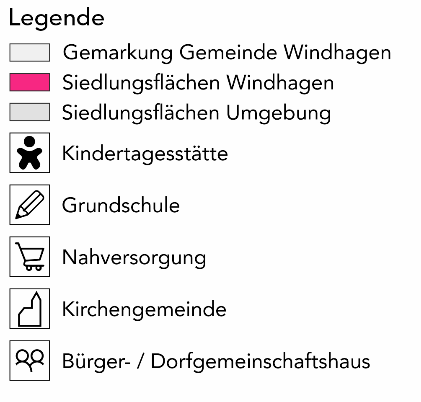 Legende
Gemarkung Gemeinde Windhagen
Siedlungsflächen Windhagen
Siedlungsflächen Umgebung
Kindertagesstätte
Grundschule
Nahversorgung
Kirchengemeinde
Bürger- / Dorfgemeinschaftshaus